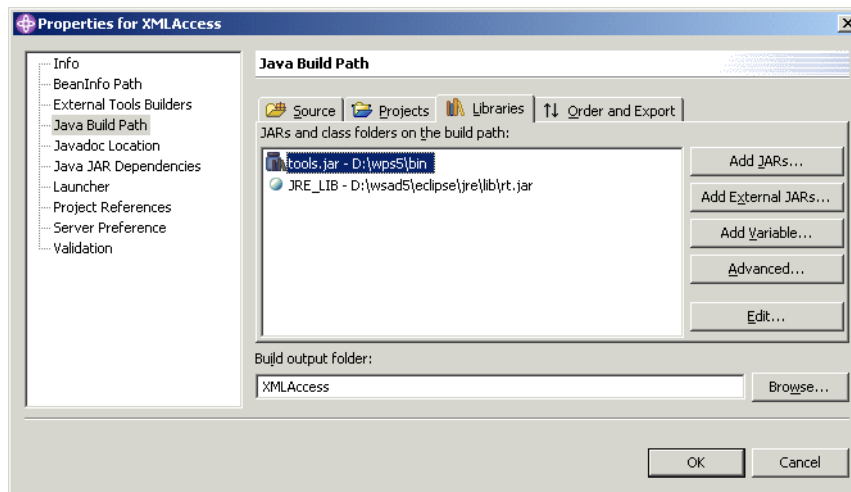 Properties for XMLAccess
Info
BeanInfo Path
External Tools Builders
Java Build Path
Javadoc Location
Java JAR Dependencies
Launcher
Project References
Server Preference
Validation
Java Build Path
Source Projects Libraries Order and Export
JARs and class folders on the build path:
tools.jar - D:\wps5\bin
JRE_LIB - D:\wsad5\eclipse\jre\lib\rt.jar
Add JARs...
Add External JARs...
Add Variable...
Advanced...
Edit...
Build output folder:
XMLAccess
Browse...
OK Cancel